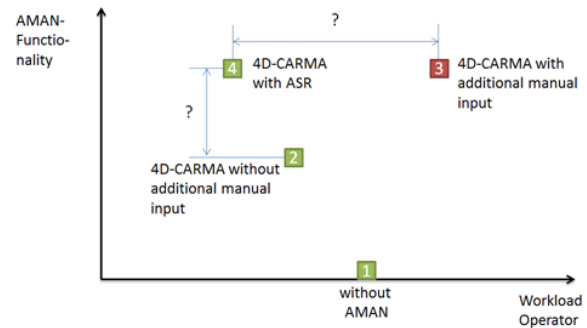 AMAN-
Functio-
nality
?
4
4D-CARMA
with ASR
3
4D-CARMA with
additional manual
input
?
2
4D-CARMA without
additional manual
input
1
without
AMAN
Workload
Operator